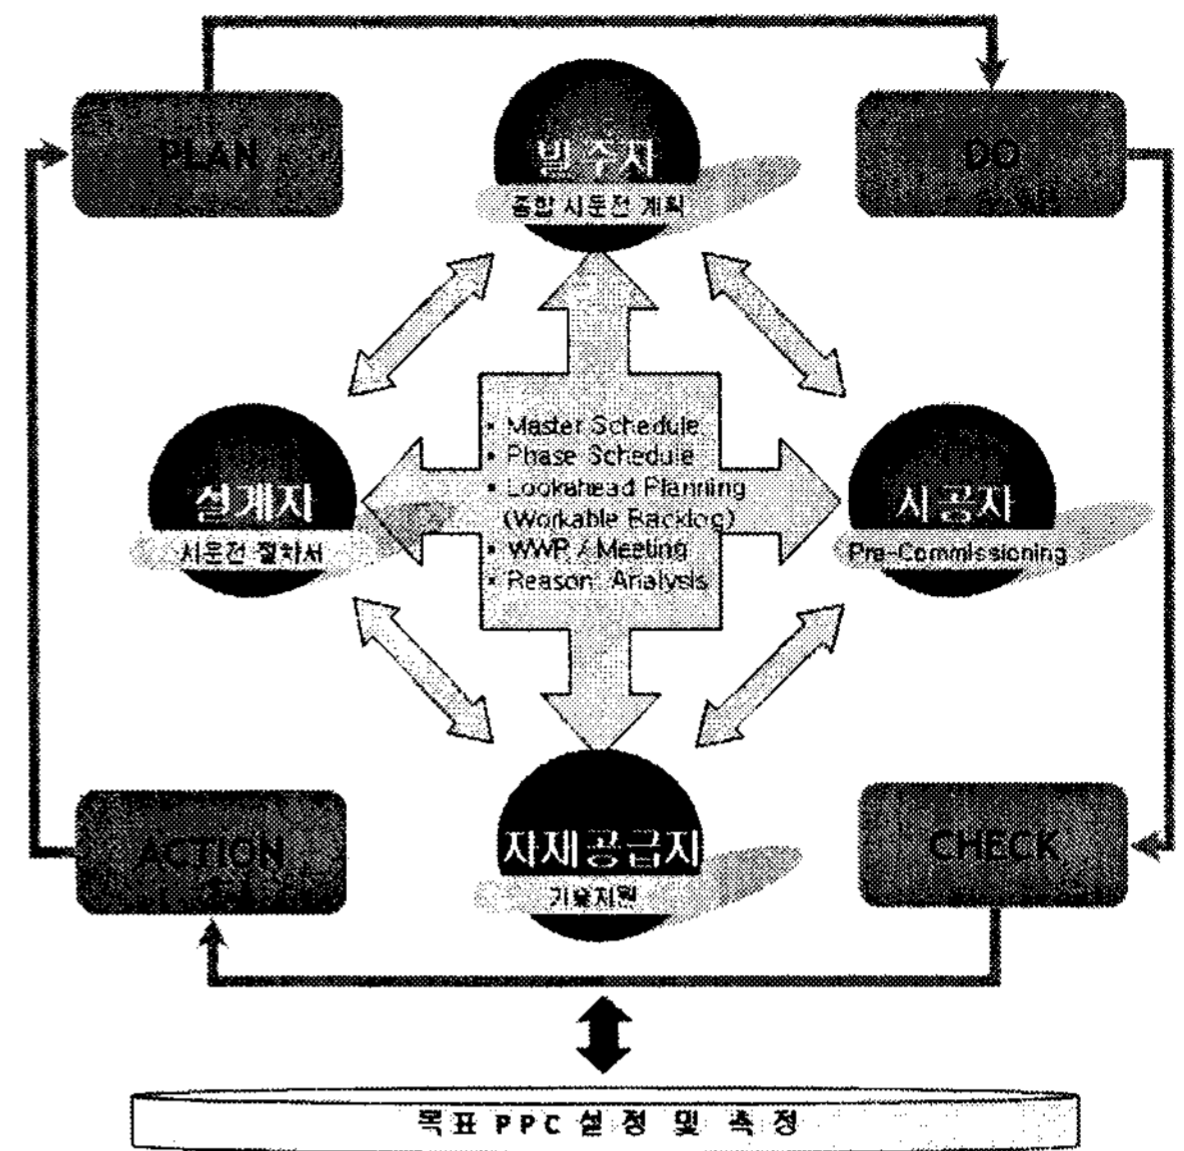 PLAN
발주자
DO
종합 시운전 계획
Master Schedule
Phase Schedule
Lookahead Planning
(Workable Backlog)
WWP / Meeting
Reason Analysis
설계자
시운전 절차서
시공자
Pre-Commissioning
ACTION
자재공급자
CHECK
기술지원
목표 PPC 설정 및 측정